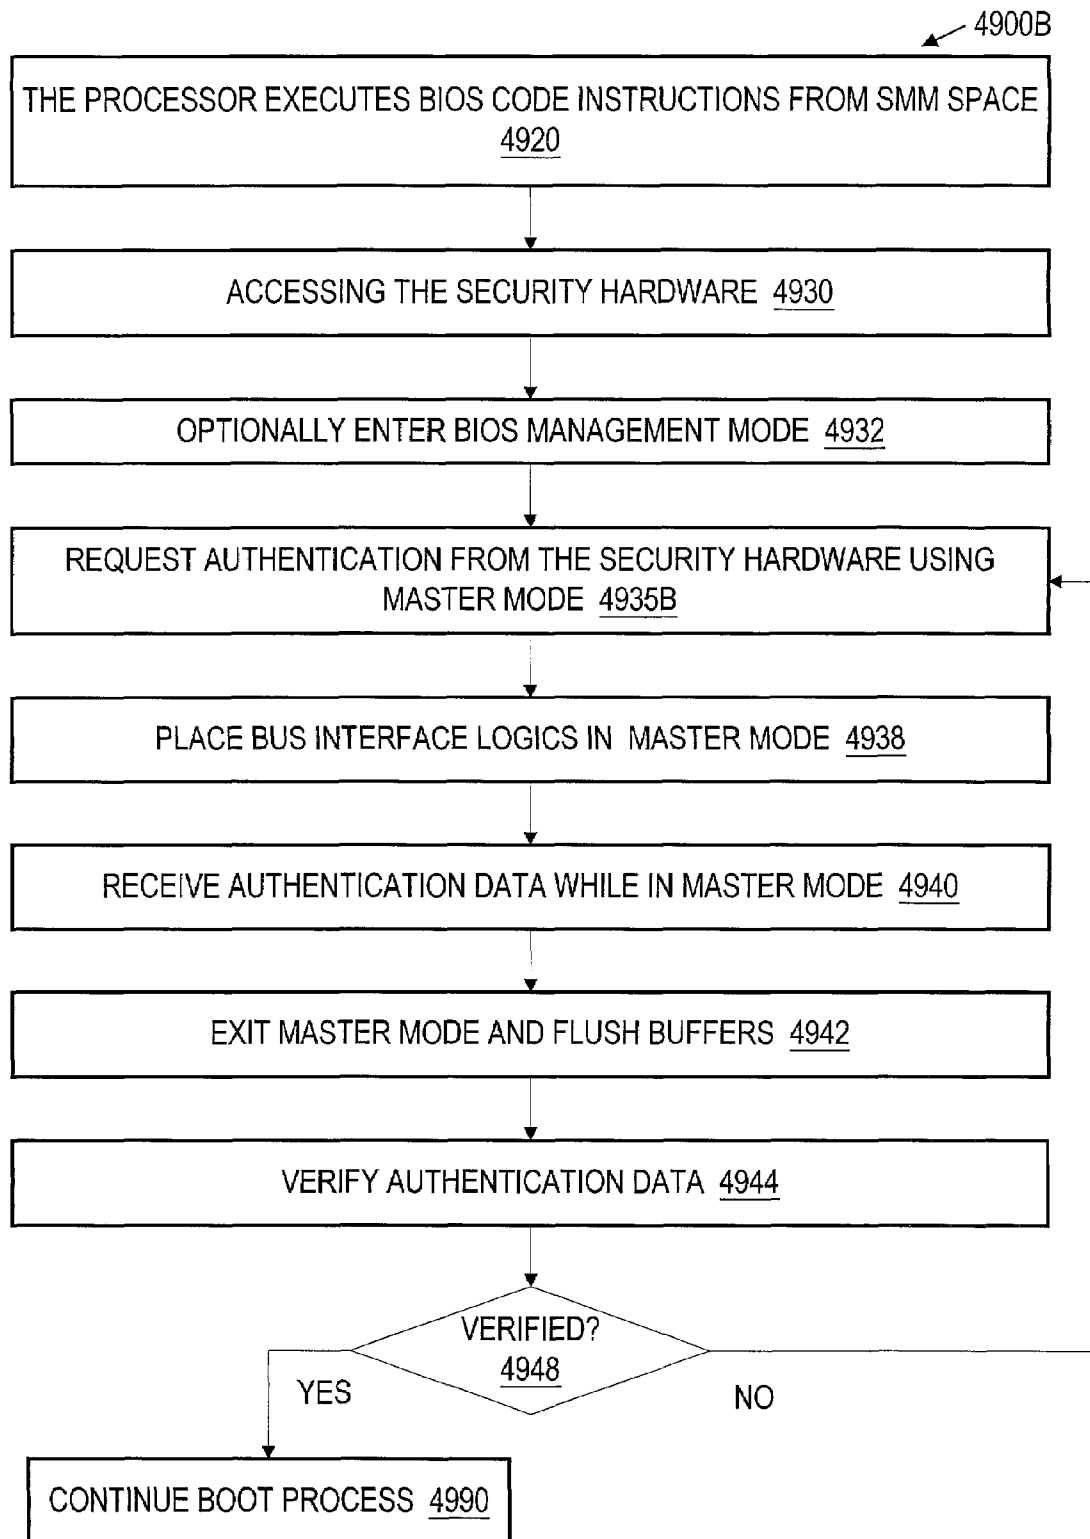 4900B
THE PROCESSOR EXECUTES BIOS CODE INSTRUCTIONS FROM SMM SPACE
4920
ACCESSING THE SECURITY HARDWARE 4930
OPTIONALLY ENTER BIOS MANAGEMENT MODE 4932
REQUEST AUTHENTICATION FROM THE SECURITY HARDWARE USING
MASTER MODE 4935B
PLACE BUS INTERFACE LOGICS IN MASTER MODE 4938
RECEIVE AUTHENTICATION DATA WHILE IN MASTER MODE 4940
EXIT MASTER MODE AND FLUSH BUFFERS 4942
VERIFY AUTHENTICATION DATA 4944
VERIFIED?
4948
YES
NO
CONTINUE BOOT PROCESS 4990